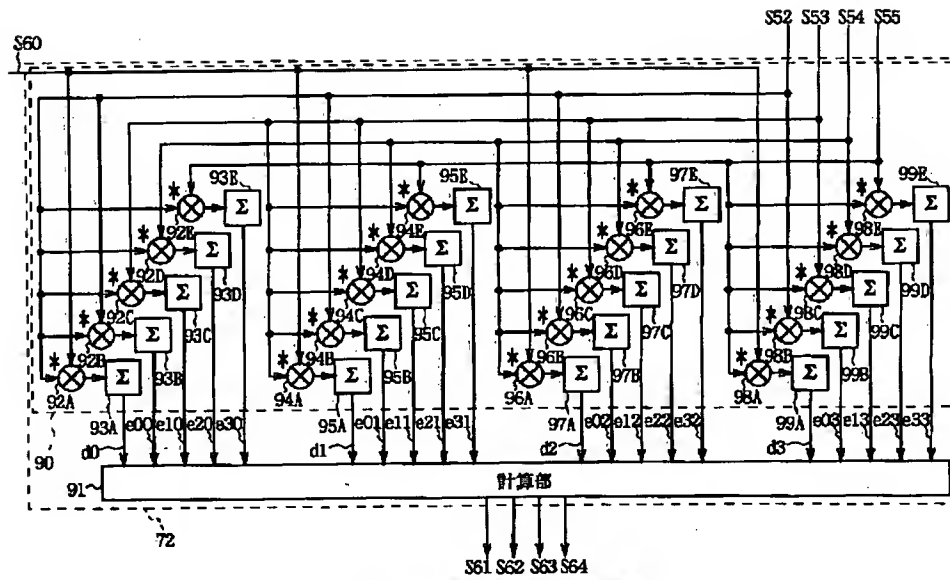 S60
S52 S53 S54 S55
93E 95E 97E 99E
* Σ * Σ * Σ * Σ
92E 94E 96E 98E
* Σ * Σ * Σ * Σ
92D 93D 94D 95D 96D 97D 98D 99D
* Σ * Σ * Σ * Σ
92C 93C 94C 95C 96C 97C 98C 99C
* Σ * Σ * Σ * Σ
92B 93B 94B 95B 96B 97B 98B 99B
* Σ * Σ * Σ * Σ
92A 93A 94A 95A 96A 97A 98A 99A
90 d0 e00 e10 e20 e30 d1 e01 e11 e21 e31 d2 e02 e12 e22 e32 d3 e03 e13 e23 e33
91 計算部
72
S61 S62 S63 S64